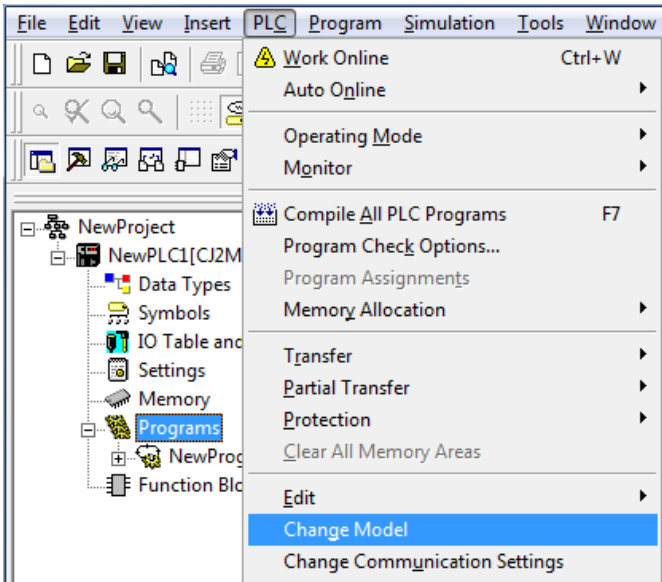 File Edit View Insert PLC Program Simulation Tools Window
Work Online Ctrl+W
Auto Online
Operating Mode
Monitor
Compile All PLC Programs F7
Program Check Options...
Program Assignments
Memory Allocation
Transfer
Partial Transfer
Protection
Clear All Memory Areas
Edit
Change Model
Change Communication Settings
NewProject
NewPLC1[CJ2M
Data Types
Symbols
IO Table and
Settings
Memory
Programs
NewProg
Function Blo